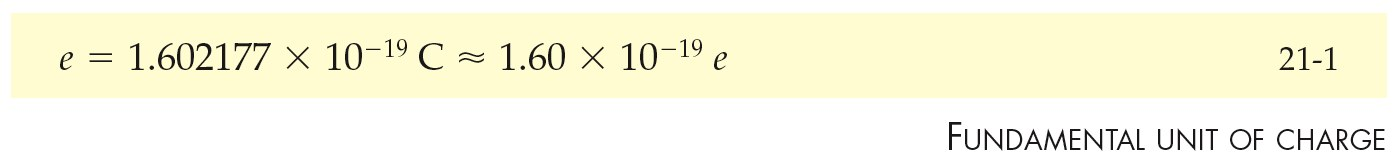 e = 1.602177 × 10⁻¹⁹ C ≈ 1.60 × 10⁻¹⁹ e 21-1
FUNDAMENTAL UNIT OF CHARGE